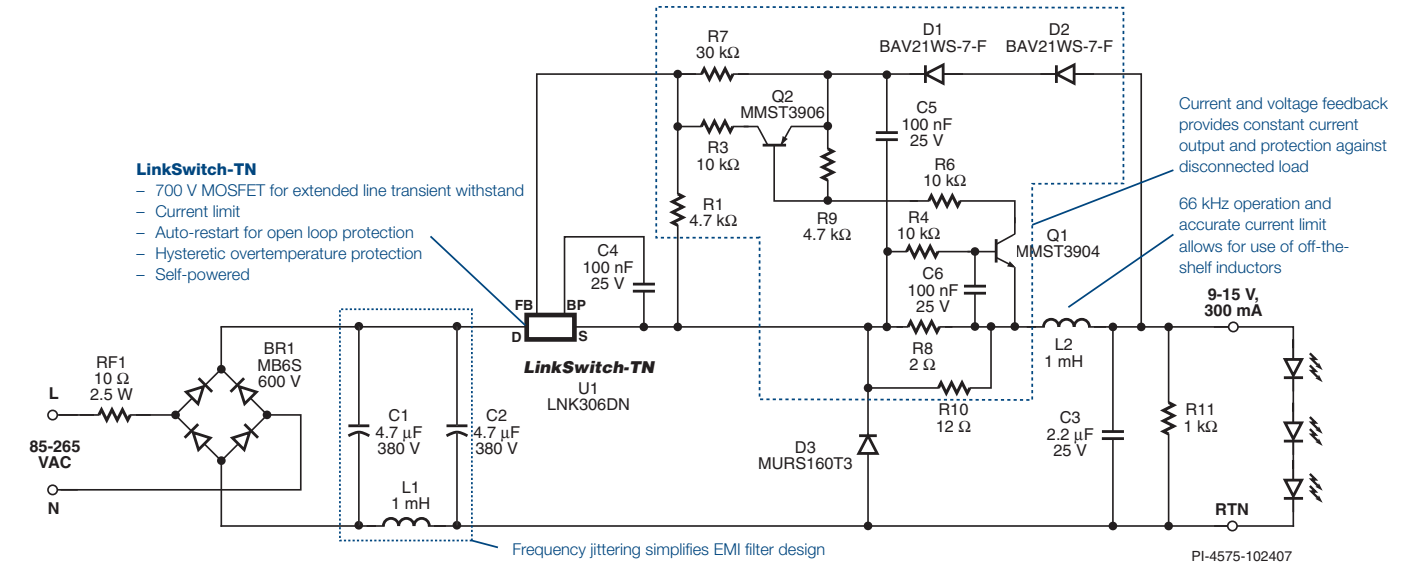 R7
30 kΩ
D1
BAV21WS-7-F
D2
BAV21WS-7-F
Q2
MMST3906
C5
100 nF
25 V
R3
10 kΩ
R6
10 kΩ
R1
4.7 kΩ
R9
4.7 kΩ
R4
10 kΩ
Q1
MMST3904
C6
100 nF
25 V
Current and voltage feedback
provides constant current
output and protection against
disconnected load
66 kHz operation and
accurate current limit
allows for use of off-the-
shelf inductors
LinkSwitch-TN
– 700 V MOSFET for extended line transient withstand
– Current limit
– Auto-restart for open loop protection
– Hysteretic overtemperature protection
– Self-powered
C4
100 nF
25 V
FB
BP
D
S
LinkSwitch-TN
U1
LNK306DN
9-15 V,
300 mA
R8
2 Ω
L2
1 mH
R10
12 Ω
RF1
10 Ω
2.5 W
BR1
MB6S
600 V
L
85-265
VAC
N
C1
4.7 μF
380 V
C2
4.7 μF
380 V
L1
1 mH
D3
MURS160T3
C3
2.2 μF
25 V
R11
1 kΩ
RTN
Frequency jittering simplifies EMI filter design
PI-4575-102407